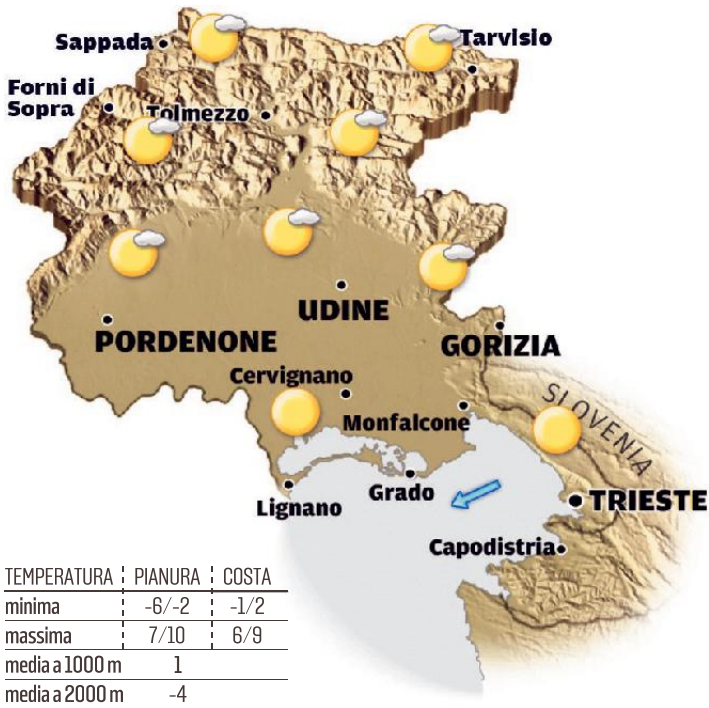 Sappada
Tarvisio
Forni di
Sopra
Tolmezzo
UDINE
PORDENONE
GORIZIA
Cervignano
Monfalcone
SLOVENIA
Grado
Lignano
TRIESTE
Capodistria
TEMPERATURA PIANURA COSTA
minima -6/-2 -1/2
massima 7/10 6/9
media a 1000 m 1
media a 2000 m -4